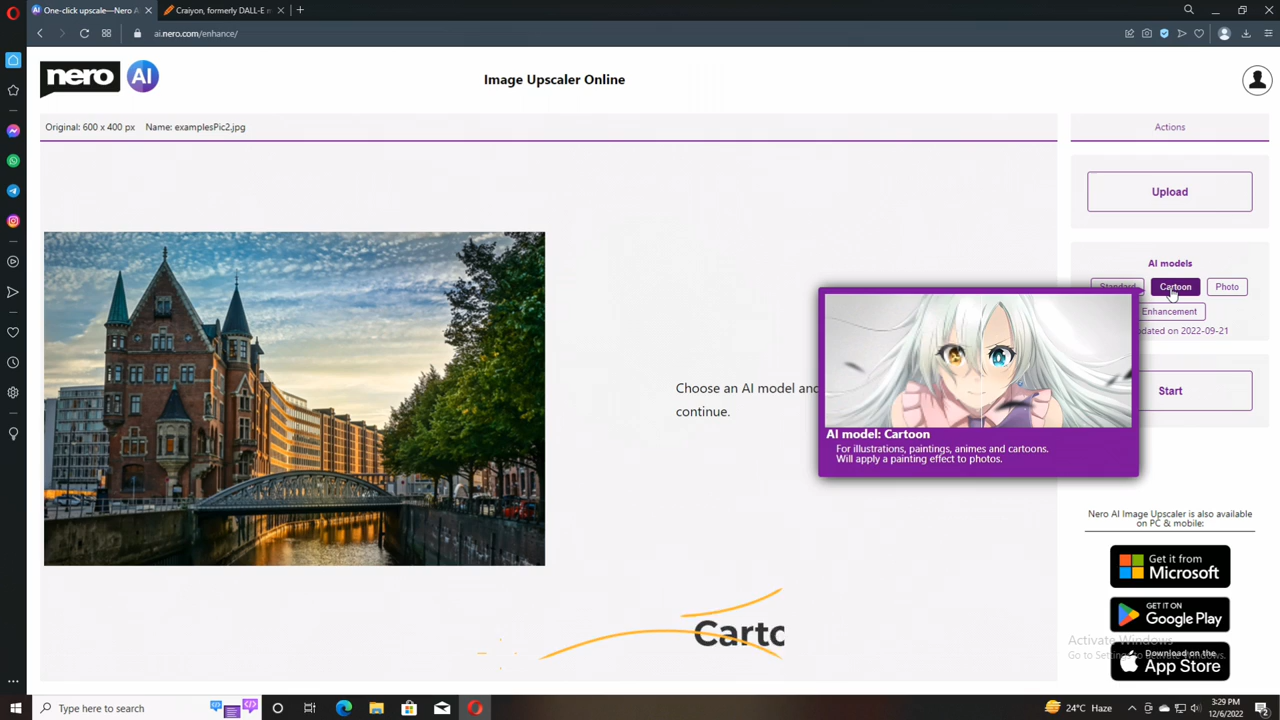 One-click upscale—Nero A
Craiyon, formerly DALL-E m
ai.nero.com/enhance/
nero AI
Image Upscaler Online
Original: 600 x 400 px Name: examplesPic2.jpg
Actions
Upload
AI models
Standard Cartoon Photo
Enhancement
dated on 2022-09-21
Choose an AI model and
continue.
Start
AI model: Cartoon
For illustrations, paintings, animes and cartoons.
Will apply a painting effect to photos.
Nero AI Image Upscaler is also available
on PC & mobile:
Get it from
Microsoft
GET IT ON
Google Play
Download on the
App Store
Activate Windows
Go to Settings to activate Windows.
Carto
Type here to search
24°C Haze
3:29 PM
12/6/2022
2